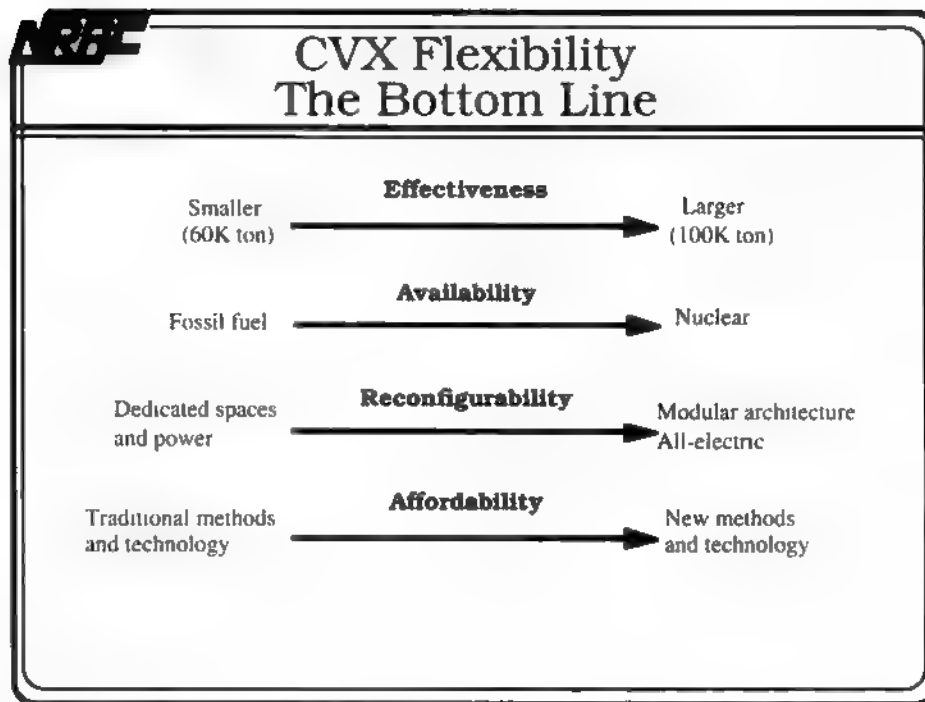 CVX Flexibility
The Bottom Line
Effectiveness
Smaller
(60K ton)
Larger
(100K ton)
Availability
Fossil fuel
Nuclear
Reconfigurability
Dedicated spaces
and power
Modular architecture
All-electric
Affordability
Traditional methods
and technology
New methods
and technology